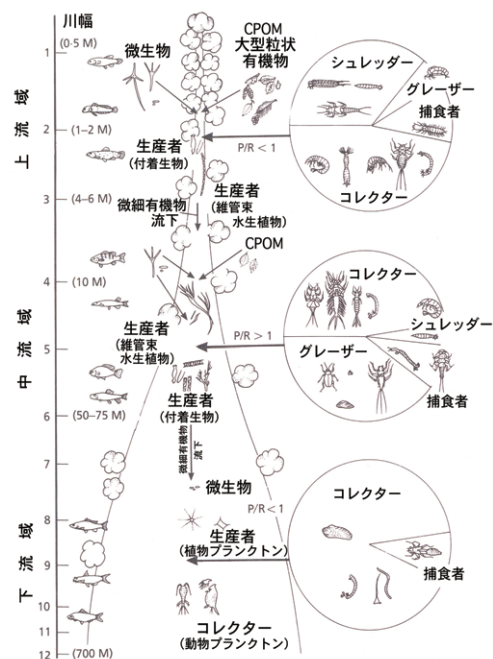 川幅
(0-5 M)
1
2
(1–2 M)
3
(4–6 M)
4
(10 M)
5
6
(50–75 M)
7
8
9
10
11
12
(700 M)
上流域
中流域
下流域
微生物
CPOM
大型粒状
有機物
生産者
(付着生物)
P/R < 1
シュレッダー
グレーザー
捕食者
コレクター
微細有機物
流下
生産者
(維管束
水生植物)
CPOM
生産者
(維管束
水生植物)
P/R > 1
コレクター
シュレッダー
グレーザー
捕食者
生産者
(付着生物)
微細有機物
流下
微生物
P/R<1
コレクター
捕食者
生産者
(植物プランクトン)
コレクター
(動物プランクトン)